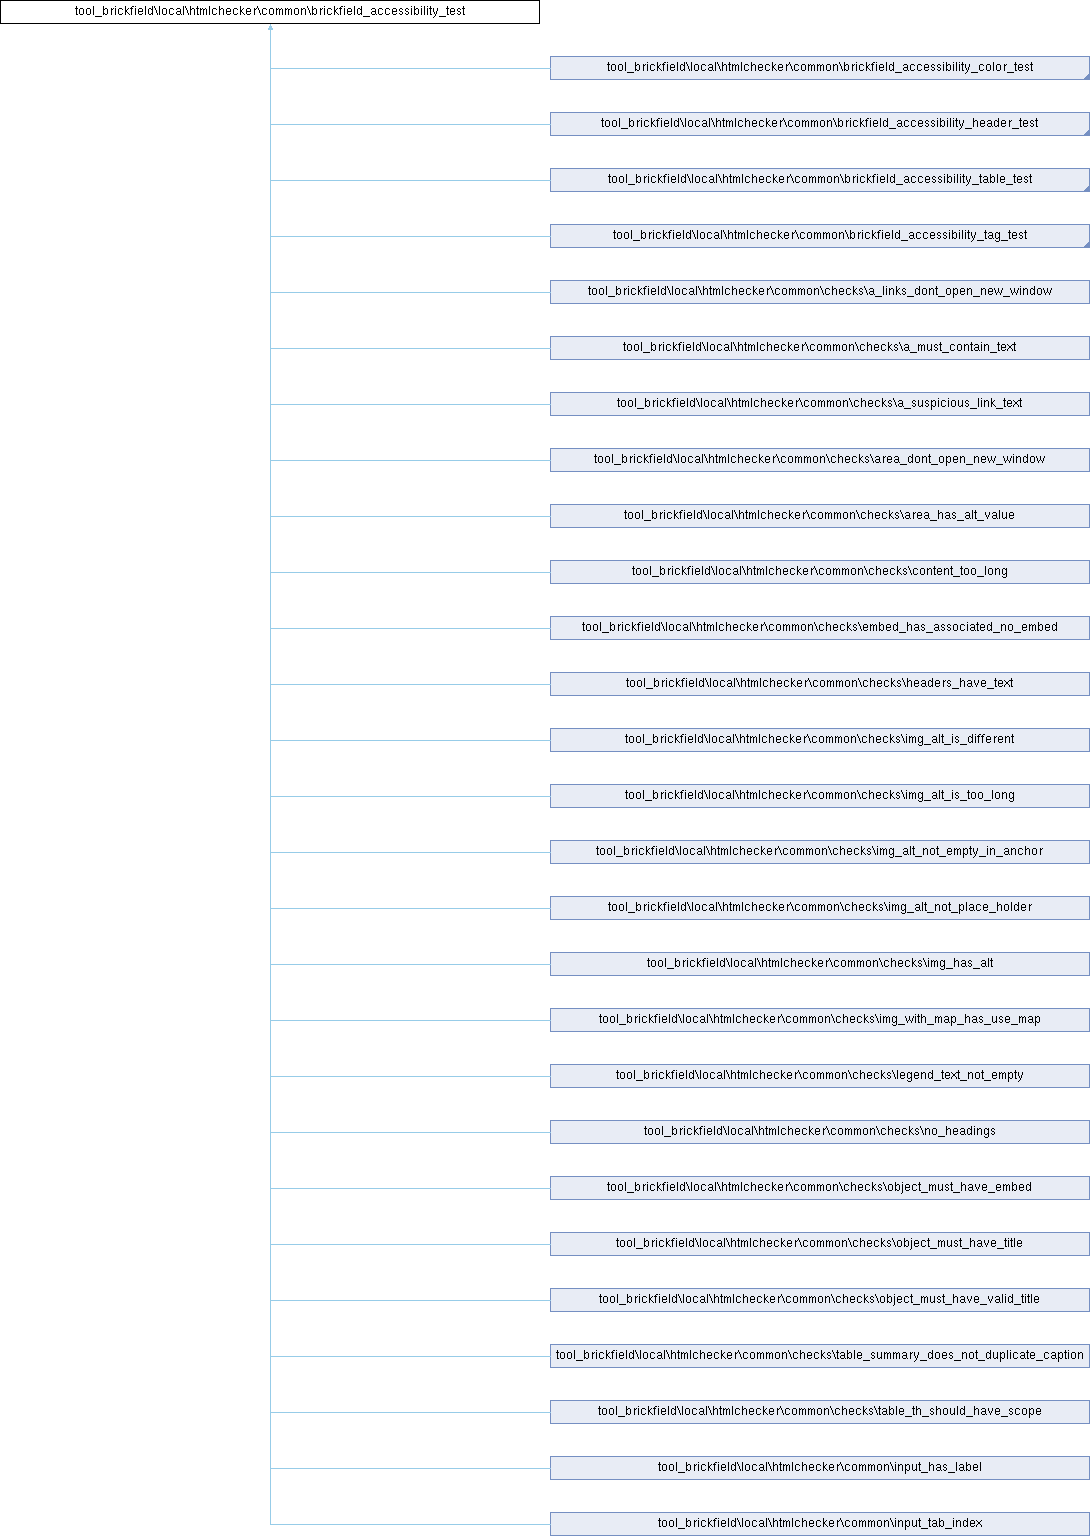 tool_brickfield\local\htmlchecker\common\brickfield_accessibility_test
tool_brickfield\local\htmlchecker\common\brickfield_accessibility_color_test
tool_brickfield\local\htmlchecker\common\brickfield_accessibility_header_test
tool_brickfield\local\htmlchecker\common\brickfield_accessibility_table_test
tool_brickfield\local\htmlchecker\common\brickfield_accessibility_tag_test
tool_brickfield\local\htmlchecker\common\checks\a_links_dont_open_new_window
tool_brickfield\local\htmlchecker\common\checks\a_must_contain_text
tool_brickfield\local\htmlchecker\common\checks\a_suspicious_link_text
tool_brickfield\local\htmlchecker\common\checks\area_dont_open_new_window
tool_brickfield\local\htmlchecker\common\checks\area_has_alt_value
tool_brickfield\local\htmlchecker\common\checks\content_too_long
tool_brickfield\local\htmlchecker\common\checks\embed_has_associated_no_embed
tool_brickfield\local\htmlchecker\common\checks\headers_have_text
tool_brickfield\local\htmlchecker\common\checks\img_alt_is_different
tool_brickfield\local\htmlchecker\common\checks\img_alt_is_too_long
tool_brickfield\local\htmlchecker\common\checks\img_alt_not_empty_in_anchor
tool_brickfield\local\htmlchecker\common\checks\img_alt_not_place_holder
tool_brickfield\local\htmlchecker\common\checks\img_has_alt
tool_brickfield\local\htmlchecker\common\checks\img_with_map_has_use_map
tool_brickfield\local\htmlchecker\common\checks\legend_text_not_empty
tool_brickfield\local\htmlchecker\common\checks\no_headings
tool_brickfield\local\htmlchecker\common\checks\object_must_have_embed
tool_brickfield\local\htmlchecker\common\checks\object_must_have_title
tool_brickfield\local\htmlchecker\common\checks\object_must_have_valid_title
tool_brickfield\local\htmlchecker\common\checks\table_summary_does_not_duplicate_caption
tool_brickfield\local\htmlchecker\common\checks\table_th_should_have_scope
tool_brickfield\local\htmlchecker\common\input_has_label
tool_brickfield\local\htmlchecker\common\input_tab_index